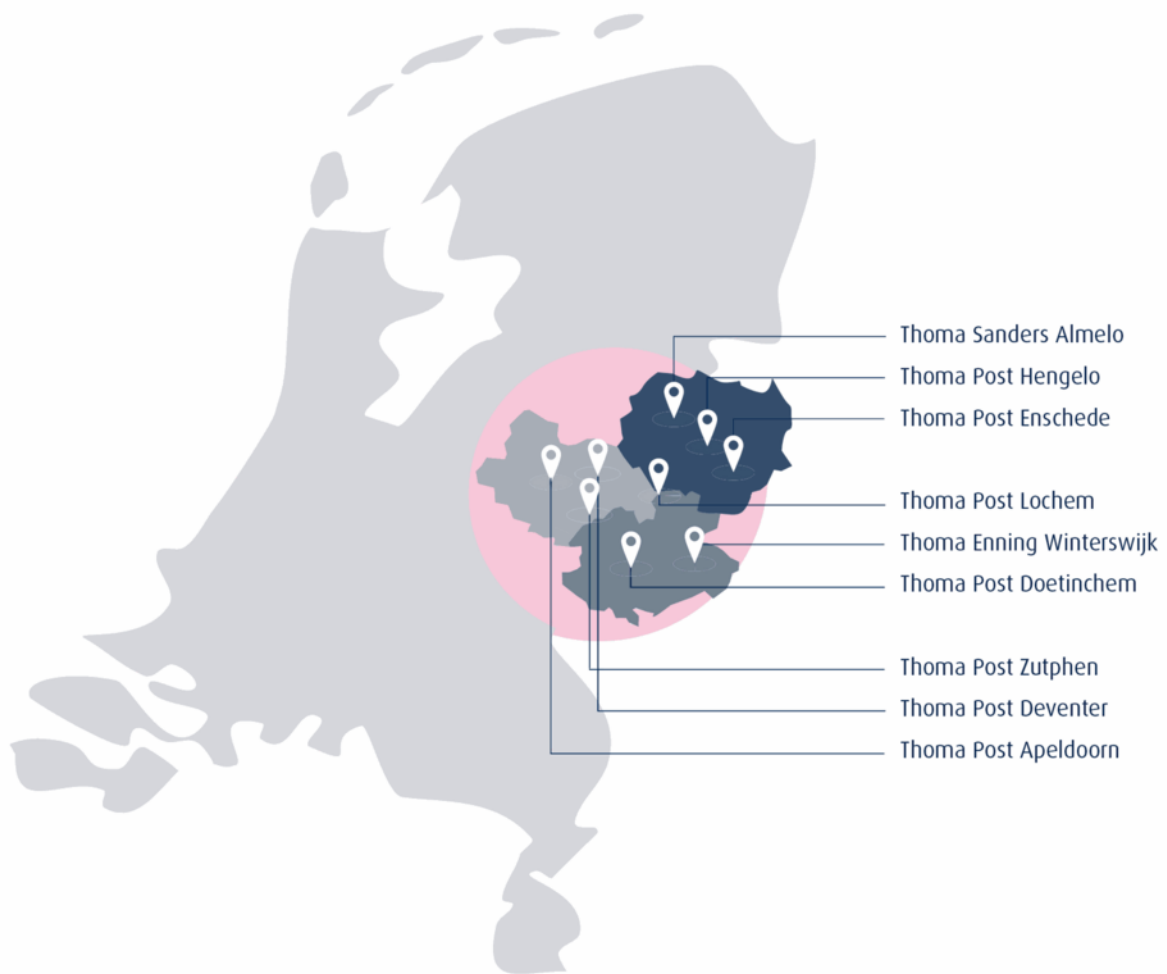 Thoma Sanders Almelo
Thoma Post Hengelo
Thoma Post Enschede
Thoma Post Lochem
Thoma Enning Winterswijk
Thoma Post Doetinchem
Thoma Post Zutphen
Thoma Post Deventer
Thoma Post Apeldoorn